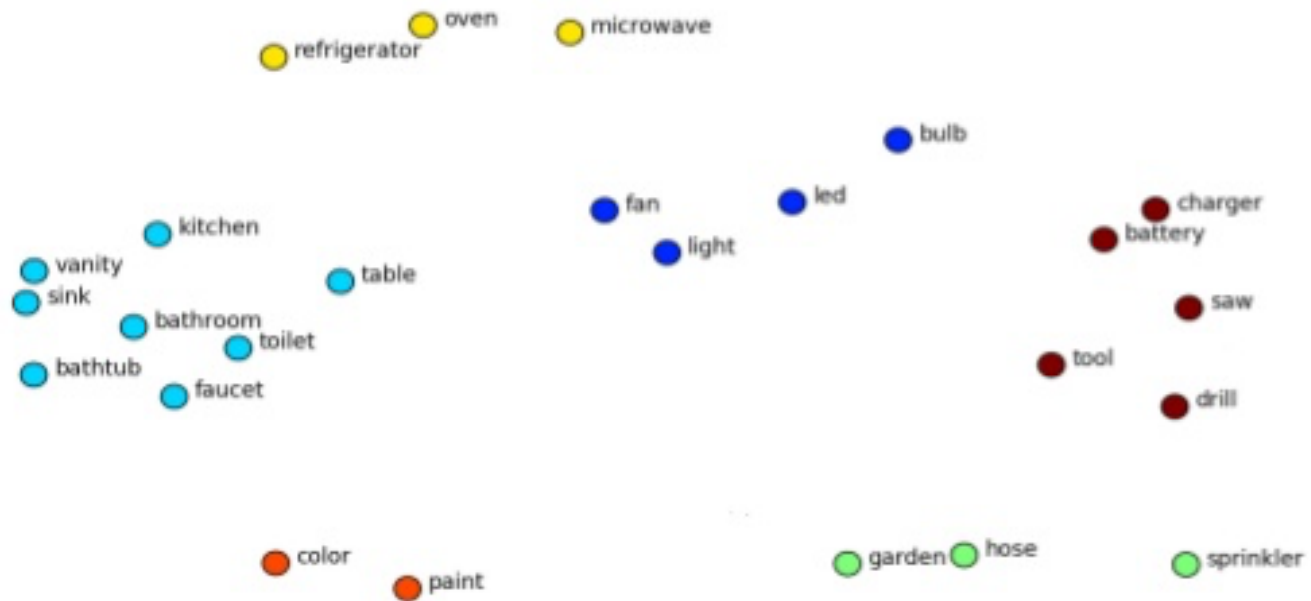 oven
microwave
refrigerator
bulb
led
fan
charger
kitchen
battery
light
vanity
table
sink
saw
bathroom
toilet
tool
bathtub
faucet
drill
hose
color
garden
sprinkler
paint